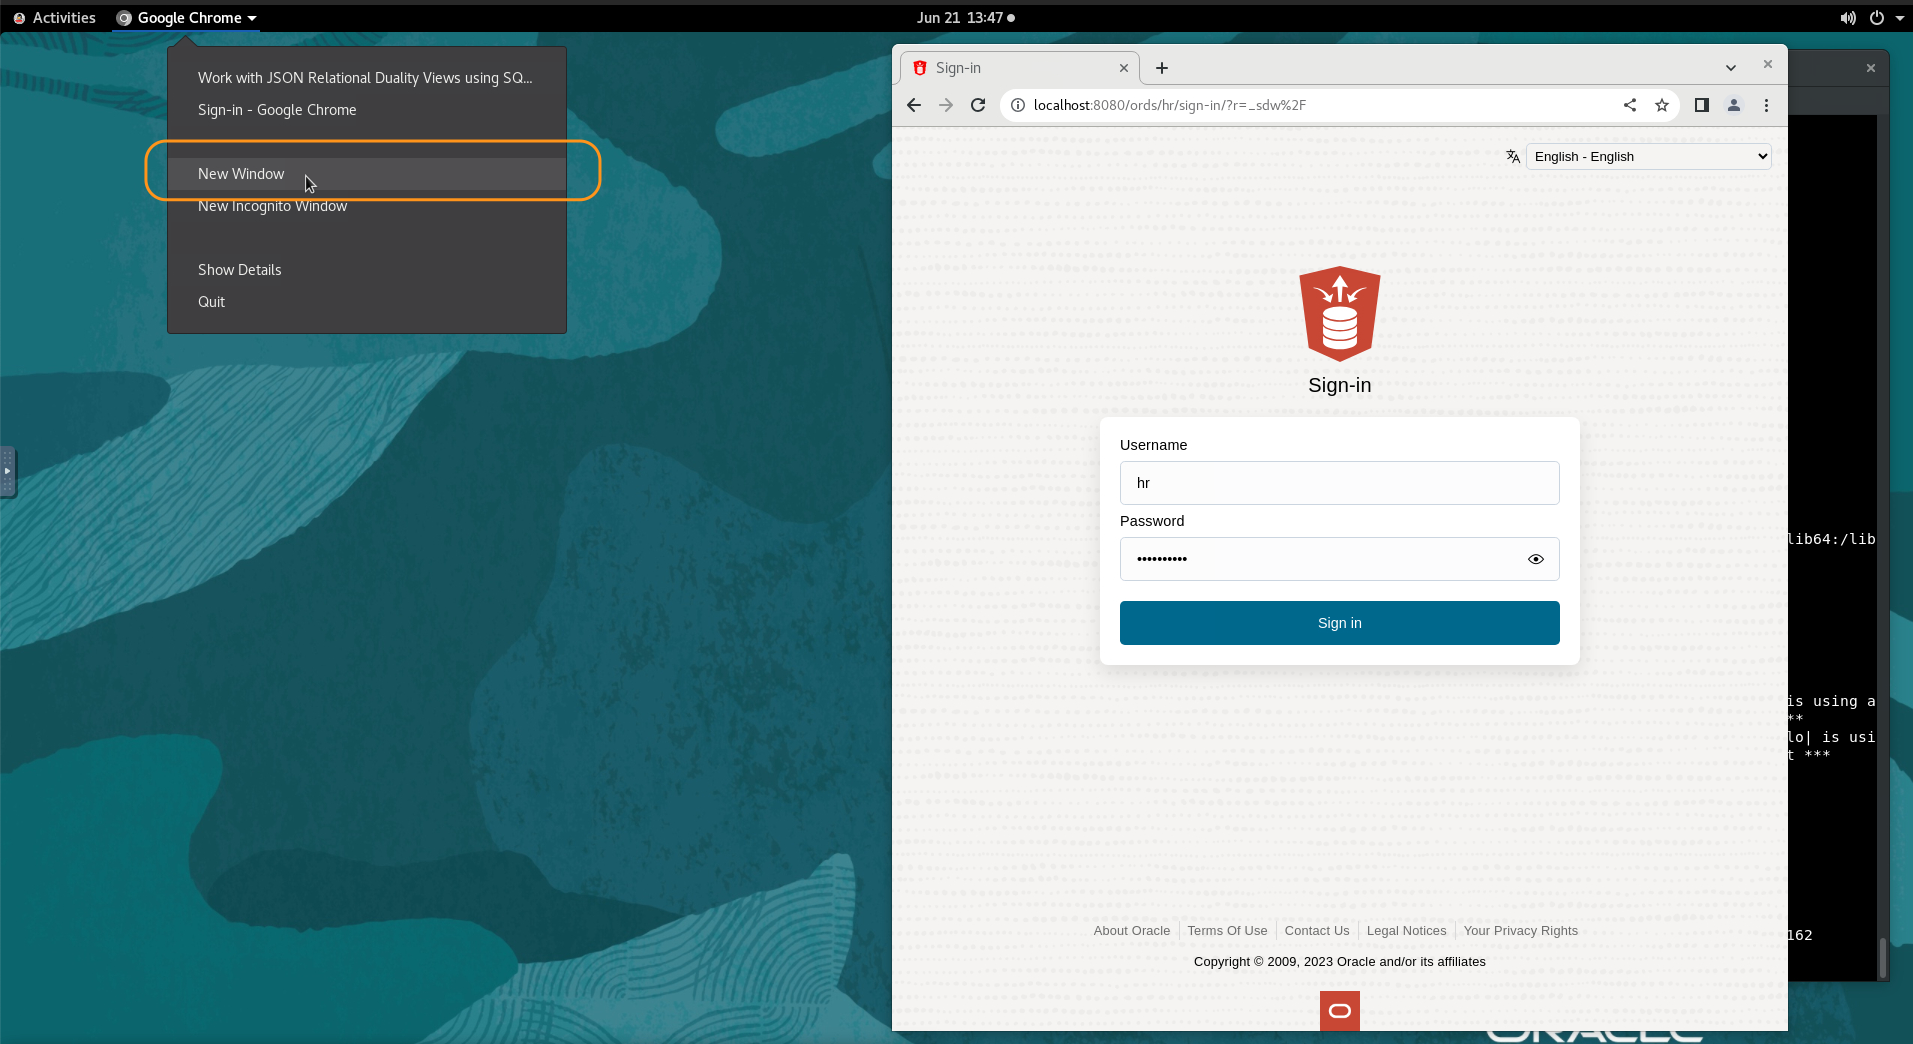 Activities
Google Chrome
Jun 21 13:47
Work with JSON Relational Duality Views using SQ...
Sign-in - Google Chrome
New Window
New Incognito Window
Show Details
Quit
Sign-in
localhost:8080/ords/hr/sign-in/?r=_sdw%2F
English - English
Sign-in
Username
hr
Password
••••••••••
Sign in
lib64:/lib
is using a
**
lo| is usi
t ***
162
About Oracle
Terms Of Use
Contact Us
Legal Notices
Your Privacy Rights
Copyright © 2009, 2023 Oracle and/or its affiliates
ORACLE